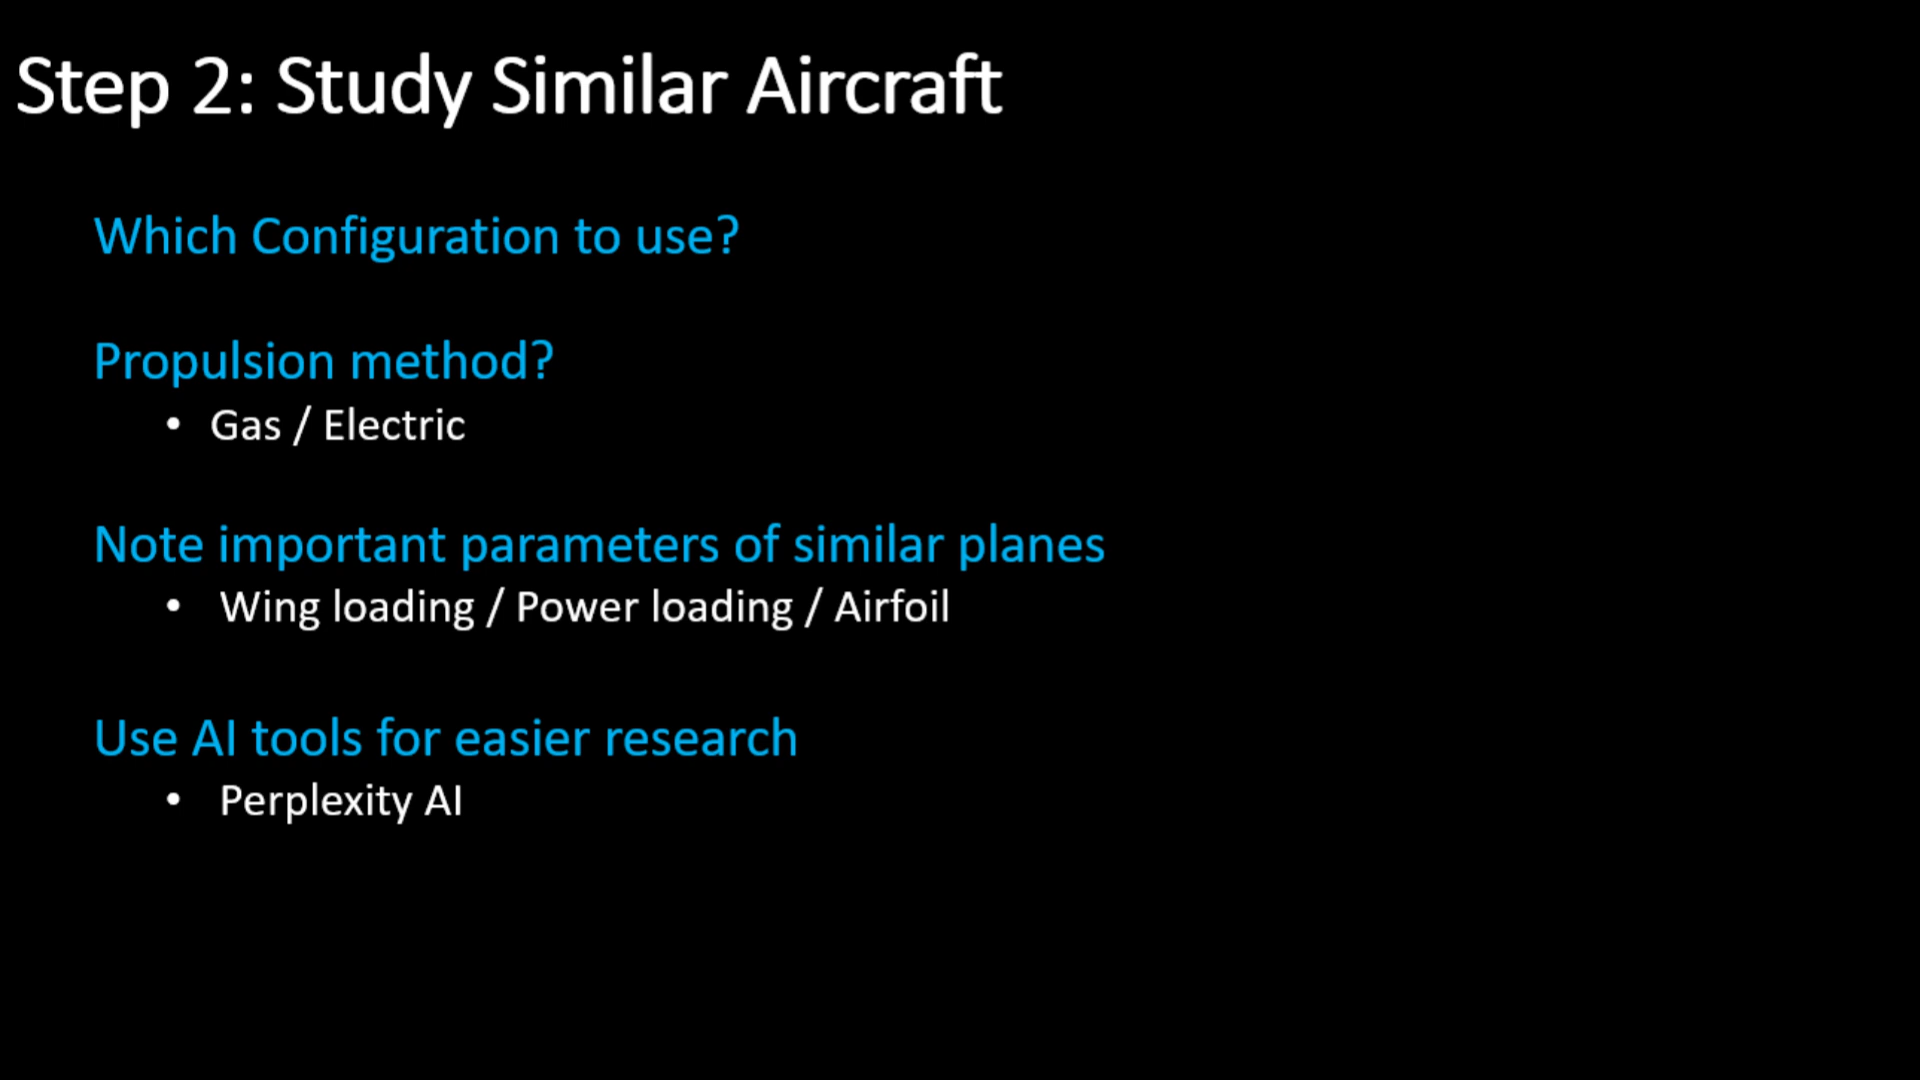 Step 2: Study Similar Aircraft
Which Configuration to use?
Propulsion method?
• Gas / Electric
Note important parameters of similar planes
• Wing loading / Power loading / Airfoil
Use AI tools for easier research
• Perplexity AI